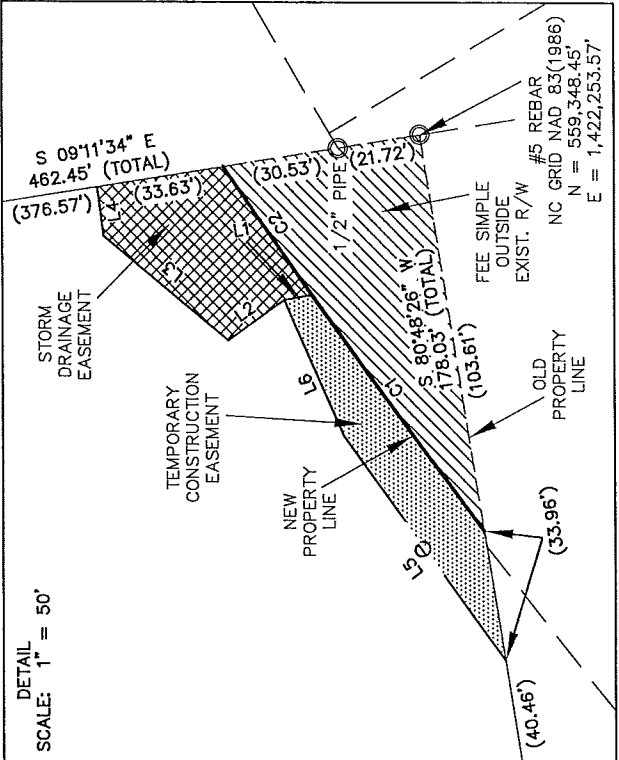 DETAIL
SCALE: 1" = 50'
S 09°11'34" E
462.45' (TOTAL)
(376.57')
L4
(33.63')
(30.53')
1/2" PIPE
(21.72')
#5 REBAR
NC GRID NAD 83(1986)
N = 559,348.45'
E = 1,422,253.57'
STORM
DRAINAGE
EASEMENT
L3
L2
L1
C2
FEE SIMPLE
OUTSIDE
EXIST. R/W
TEMPORARY
CONSTRUCTION
EASEMENT
L6
C1
S 80°48'26" W
178.03' (TOTAL)
(103.61')
NEW
PROPERTY
LINE
OLD
PROPERTY
LINE
L5
(33.96')
(40.46')